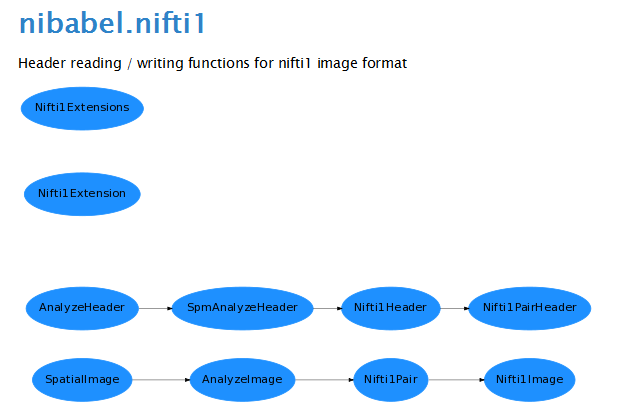 nibabel.nifti1
Header reading / writing functions for nifti1 image format
Nifti1Extensions
Nifti1Extension
AnalyzeHeader SpmAnalyzeHeader Nifti1Header Nifti1PairHeader
SpatialImage AnalyzeImage Nifti1Pair Nifti1Image